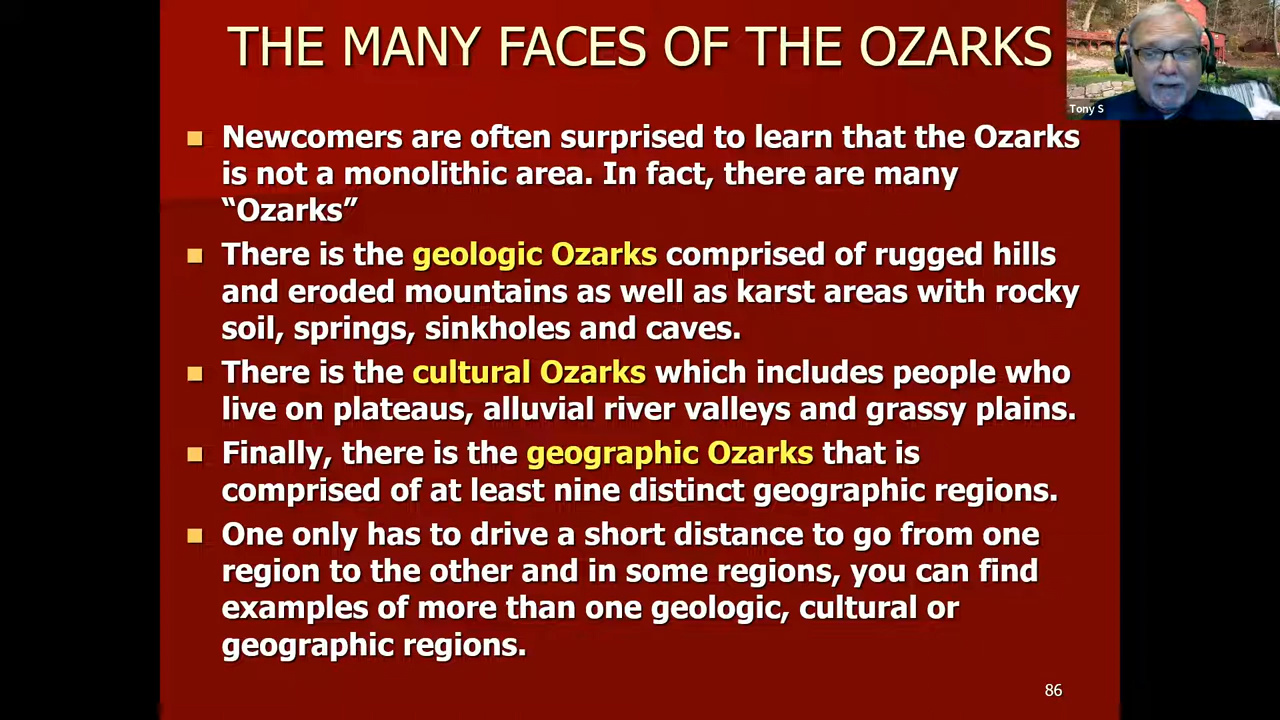 THE MANY FACES OF THE OZARKS
Tony S
Newcomers are often surprised to learn that the Ozarks
is not a monolithic area. In fact, there are many
“Ozarks”
There is the geologic Ozarks comprised of rugged hills
and eroded mountains as well as karst areas with rocky
soil, springs, sinkholes and caves.
There is the cultural Ozarks which includes people who
live on plateaus, alluvial river valleys and grassy plains.
Finally, there is the geographic Ozarks that is
comprised of at least nine distinct geographic regions.
One only has to drive a short distance to go from one
region to the other and in some regions, you can find
examples of more than one geologic, cultural or
geographic regions.
86